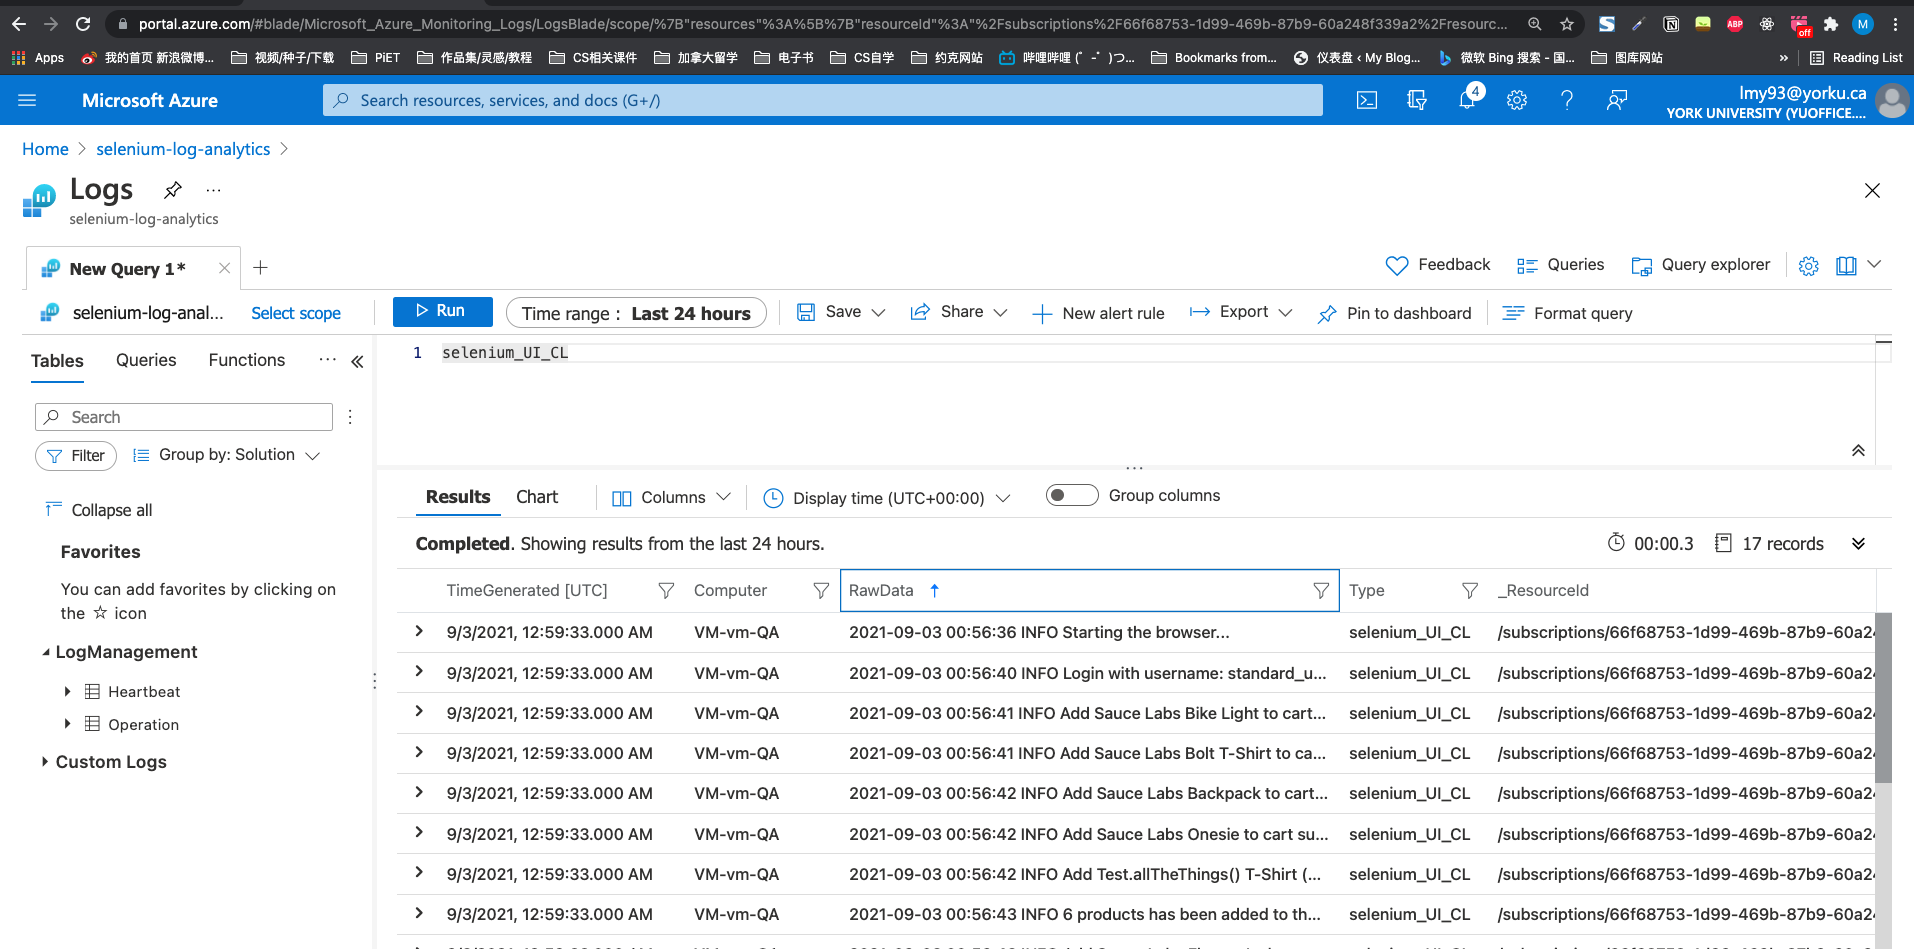 portal.azure.com/#blade/Microsoft_Azure_Monitoring_Logs/LogsBlade/scope/%7B"resources"%3A%5B%7B"resourceId"%3A"%2Fsubscriptions%2F66f68753-1d99-469b-87b9-60a248f339a2%2Fresourc...
ABP
off
M
Apps 我的首页 新浪微博... 视频/种子/下载 PiET 作品集/灵感/教程 CS相关课件 加拿大留学 电子书 CS自学 约克网站 哔哩哔哩 (゜-゜)つ... Bookmarks from... 仪表盘 ‹ My Blog... 微软 Bing 搜索 - 国... 图库网站 » Reading List
Microsoft Azure
Search resources, services, and docs (G+/)
4
lmy93@yorku.ca
YORK UNIVERSITY (YUOFFICE....
Home > selenium-log-analytics >
Logs ...
selenium-log-analytics
New Query 1*
Feedback Queries Query explorer
selenium-log-anal... Select scope Run Time range : Last 24 hours Save Share New alert rule Export Pin to dashboard Format query
Tables Queries Functions ... «
1 selenium_UI_CL
Search
Filter Group by: Solution
Collapse all
Favorites
You can add favorites by clicking on
the ☆ icon
LogManagement
Heartbeat
Operation
Custom Logs
Results Chart Columns Display time (UTC+00:00) Group columns
Completed. Showing results from the last 24 hours. 00:00.3 17 records
TimeGenerated [UTC] Computer RawData ↑ Type _ResourceId
9/3/2021, 12:59:33.000 AM VM-vm-QA 2021-09-03 00:56:36 INFO Starting the browser... selenium_UI_CL /subscriptions/66f68753-1d99-469b-87b9-60a24
9/3/2021, 12:59:33.000 AM VM-vm-QA 2021-09-03 00:56:40 INFO Login with username: standard_u... selenium_UI_CL /subscriptions/66f68753-1d99-469b-87b9-60a24
9/3/2021, 12:59:33.000 AM VM-vm-QA 2021-09-03 00:56:41 INFO Add Sauce Labs Bike Light to cart... selenium_UI_CL /subscriptions/66f68753-1d99-469b-87b9-60a24
9/3/2021, 12:59:33.000 AM VM-vm-QA 2021-09-03 00:56:41 INFO Add Sauce Labs Bolt T-Shirt to ca... selenium_UI_CL /subscriptions/66f68753-1d99-469b-87b9-60a24
9/3/2021, 12:59:33.000 AM VM-vm-QA 2021-09-03 00:56:42 INFO Add Sauce Labs Backpack to cart... selenium_UI_CL /subscriptions/66f68753-1d99-469b-87b9-60a24
9/3/2021, 12:59:33.000 AM VM-vm-QA 2021-09-03 00:56:42 INFO Add Sauce Labs Onesie to cart su... selenium_UI_CL /subscriptions/66f68753-1d99-469b-87b9-60a24
9/3/2021, 12:59:33.000 AM VM-vm-QA 2021-09-03 00:56:42 INFO Add Test.allTheThings() T-Shirt (... selenium_UI_CL /subscriptions/66f68753-1d99-469b-87b9-60a24
9/3/2021, 12:59:33.000 AM VM-vm-QA 2021-09-03 00:56:43 INFO 6 products has been added to th... selenium_UI_CL /subscriptions/66f68753-1d99-469b-87b9-60a24